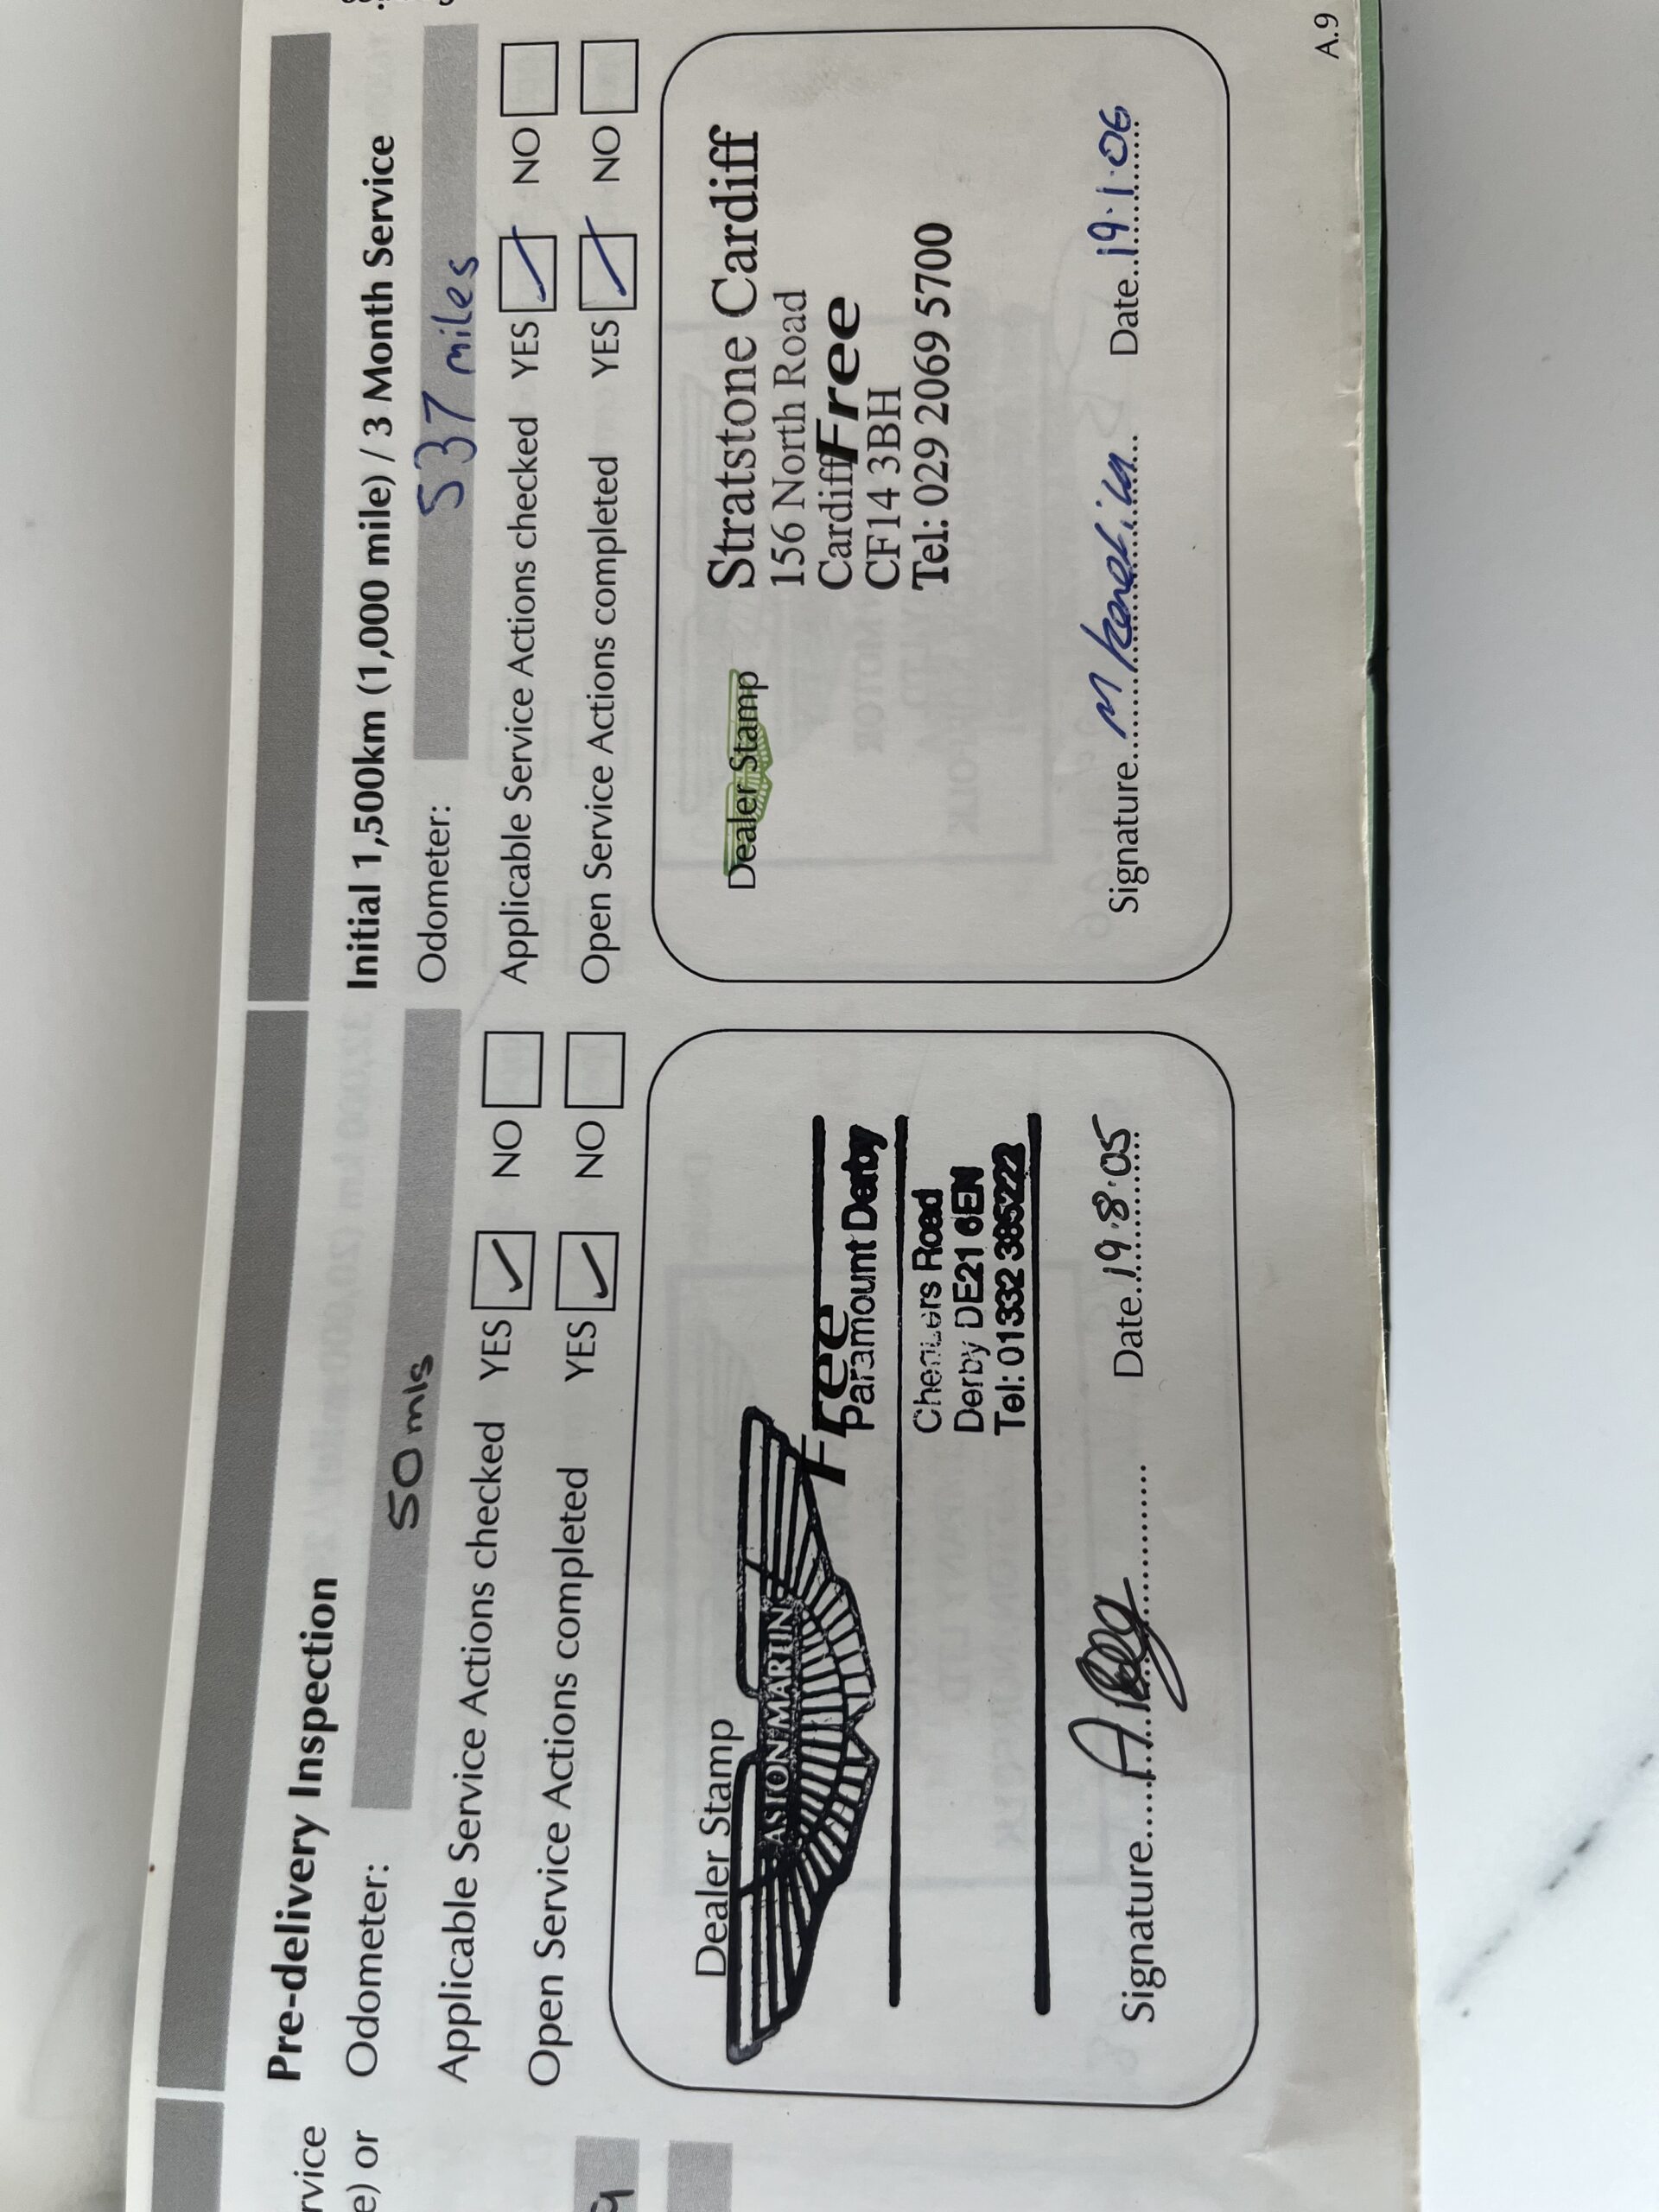 Pre-delivery Inspection
Odometer: 50 mls
Applicable Service Actions checked YES NO
Open Service Actions completed YES NO
Dealer Stamp
ASTON MARTIN
Free
Paramount Derby
Road
Derby DE21 6EN
Tel: 01332 385222
Signature
Date 19.8.05
Initial 1,500km (1,000 mile) / 3 Month Service
Odometer: 537 miles
Applicable Service Actions checked YES NO
Open Service Actions completed YES NO
Dealer Stamp
Stratstone Cardiff
156 North Road
Cardiff Free
CF14 3BH
Tel: 029 2069 5700
Signature M
Date 19.1.06
A.9
rvice
e) or